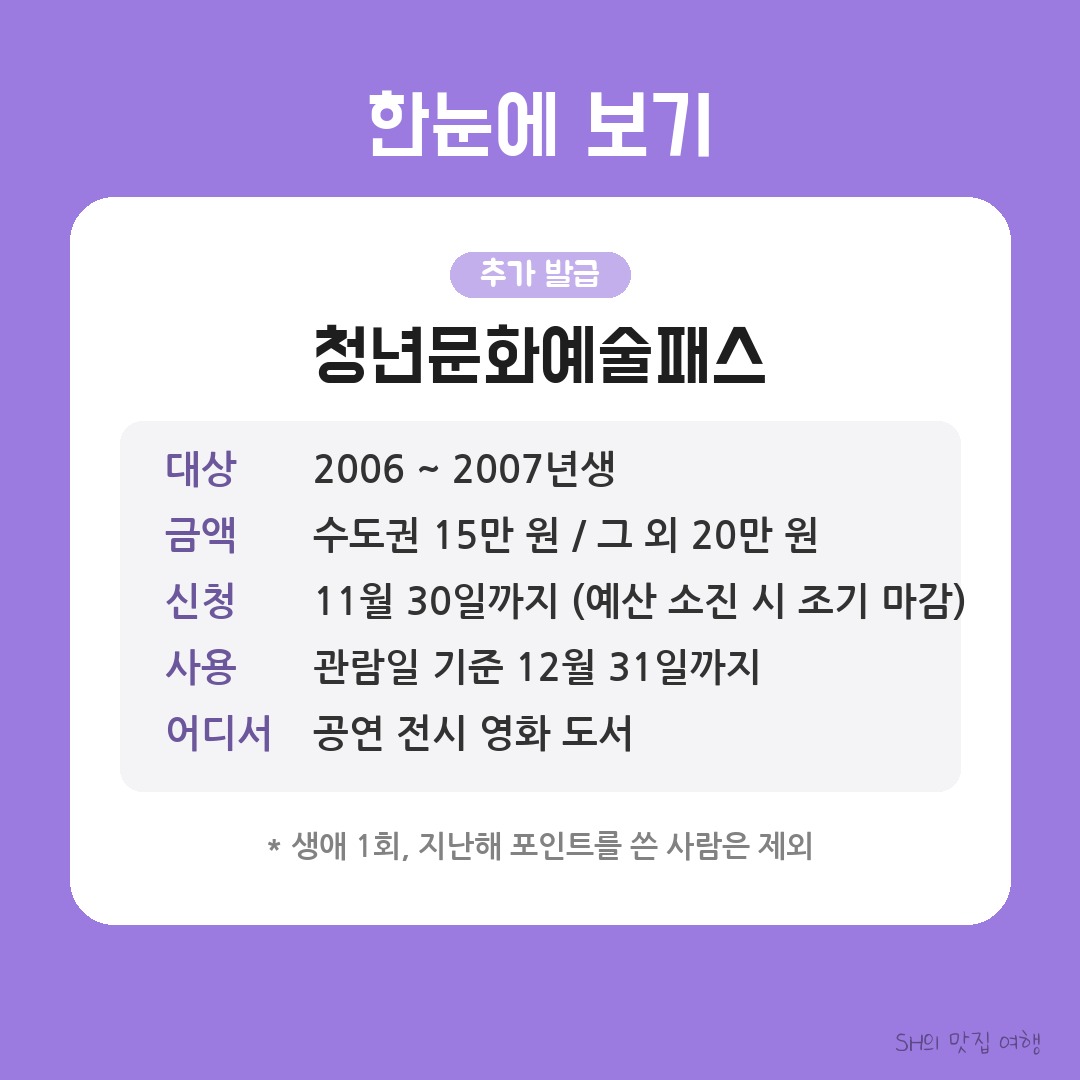 한눈에 보기
추가 발급
청년문화예술패스
대상 2006 ~ 2007년생
금액 수도권 15만 원 / 그 외 20만 원
신청 11월 30일까지 (예산 소진 시 조기 마감)
사용 관람일 기준 12월 31일까지
어디서 공연 전시 영화 도서
* 생애 1회, 지난해 포인트를 쓴 사람은 제외
SH의 맛집 여행